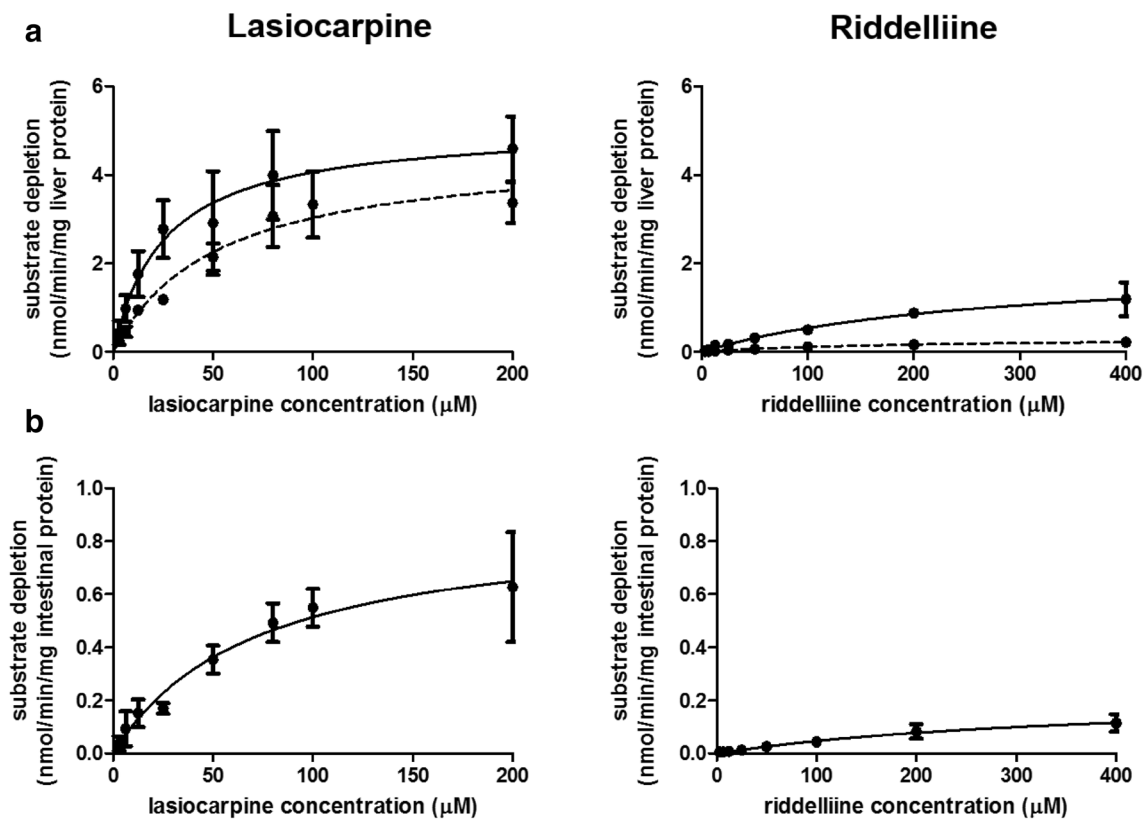 a
Lasiocarpine
Riddelliine
substrate depletion
(nmol/min/mg liver protein)
6
4
2
0
0 50 100 150 200
lasiocarpine concentration (μM)
substrate depletion
(nmol/min/mg liver protein)
6
4
2
0
0 100 200 300 400
riddelliine concentration (μM)
b
substrate depletion
(nmol/min/mg intestinal protein)
1.0
0.8
0.6
0.4
0.2
0.0
0 50 100 150 200
lasiocarpine concentration (μM)
substrate depletion
(nmol/min/mg intestinal protein)
1.0
0.8
0.6
0.4
0.2
0.0
0 100 200 300 400
riddelliine concentration (μM)